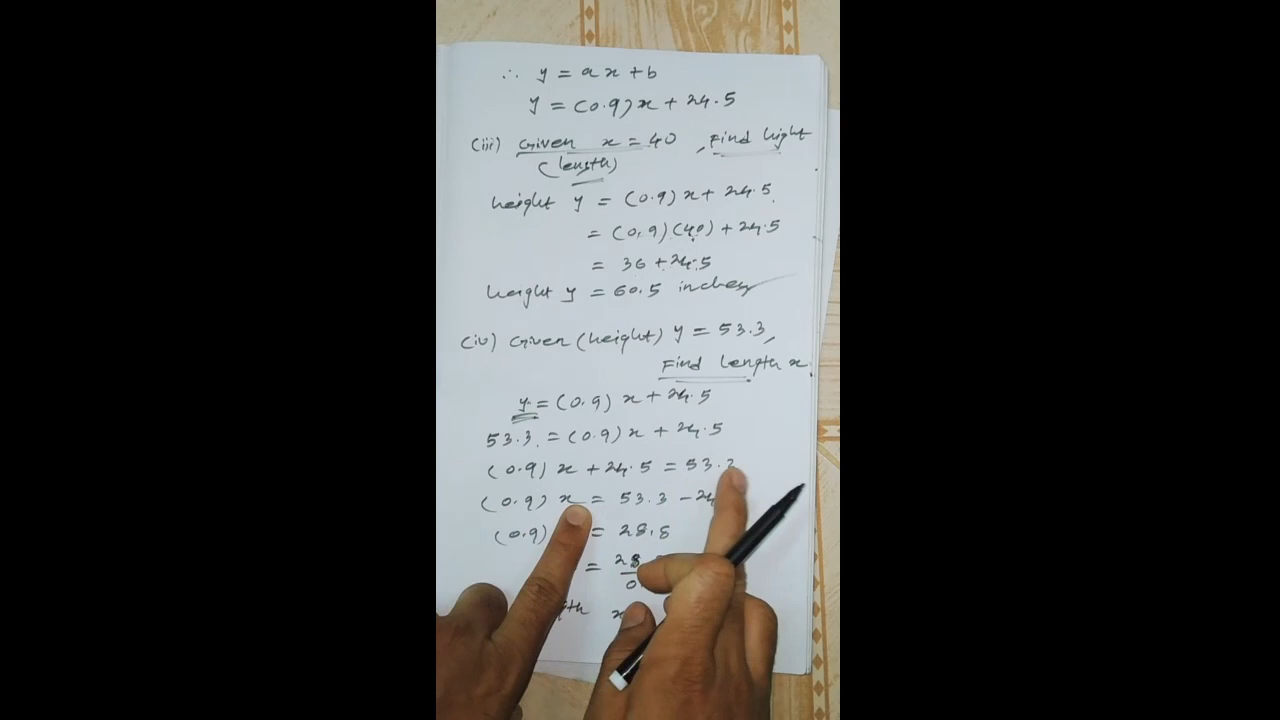 ∴ y = ax+b
y = (0.9)x + 24.5
(iii) Given x = 40 , Find hight
(length)
height y = (0.9) x + 24.5
= (0.9)(40) + 24.5
= 36 + 24.5
height y = 60.5 inches
(iv) Given (height) y = 53.3,
Find length x.
y = (0.9) x + 24.5
53.3 = (0.9) x + 24.5
(0.9) x + 24.5 = 53.3
(0.9) x = 53.3 - 24
(0.9) = 28.8
= 28
x